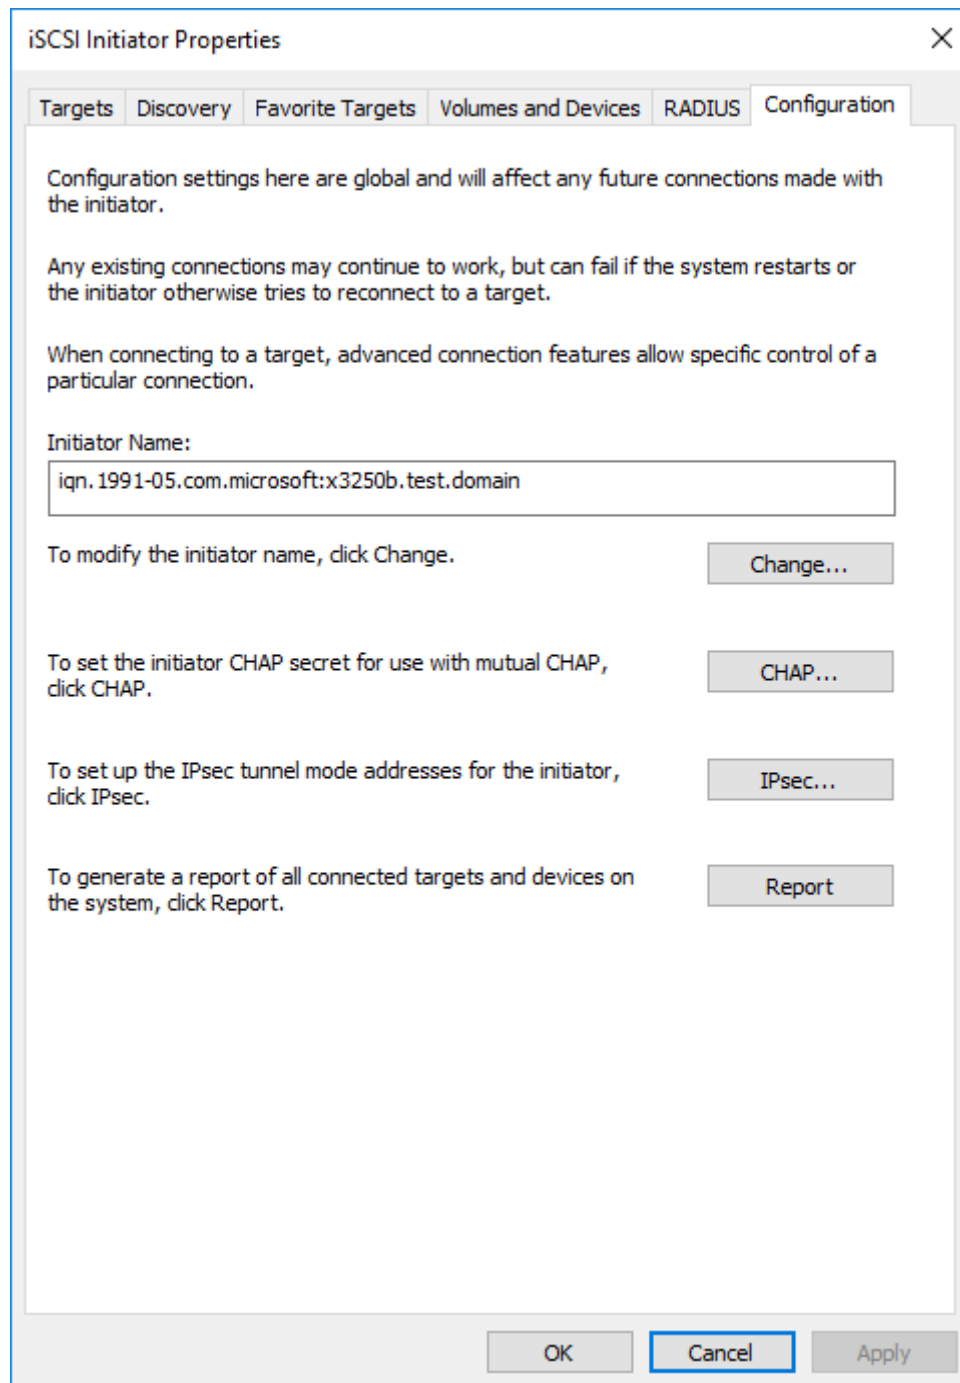 iSCSI Initiator Properties
Targets Discovery Favorite Targets Volumes and Devices RADIUS Configuration
Configuration settings here are global and will affect any future connections made with
the initiator.
Any existing connections may continue to work, but can fail if the system restarts or
the initiator otherwise tries to reconnect to a target.
When connecting to a target, advanced connection features allow specific control of a
particular connection.
Initiator Name:
iqn.1991-05.com.microsoft:x3250b.test.domain
To modify the initiator name, click Change.
Change...
To set the initiator CHAP secret for use with mutual CHAP,
click CHAP.
CHAP...
To set up the IPsec tunnel mode addresses for the initiator,
click IPsec.
IPsec...
To generate a report of all connected targets and devices on
the system, click Report.
Report
OK Cancel Apply